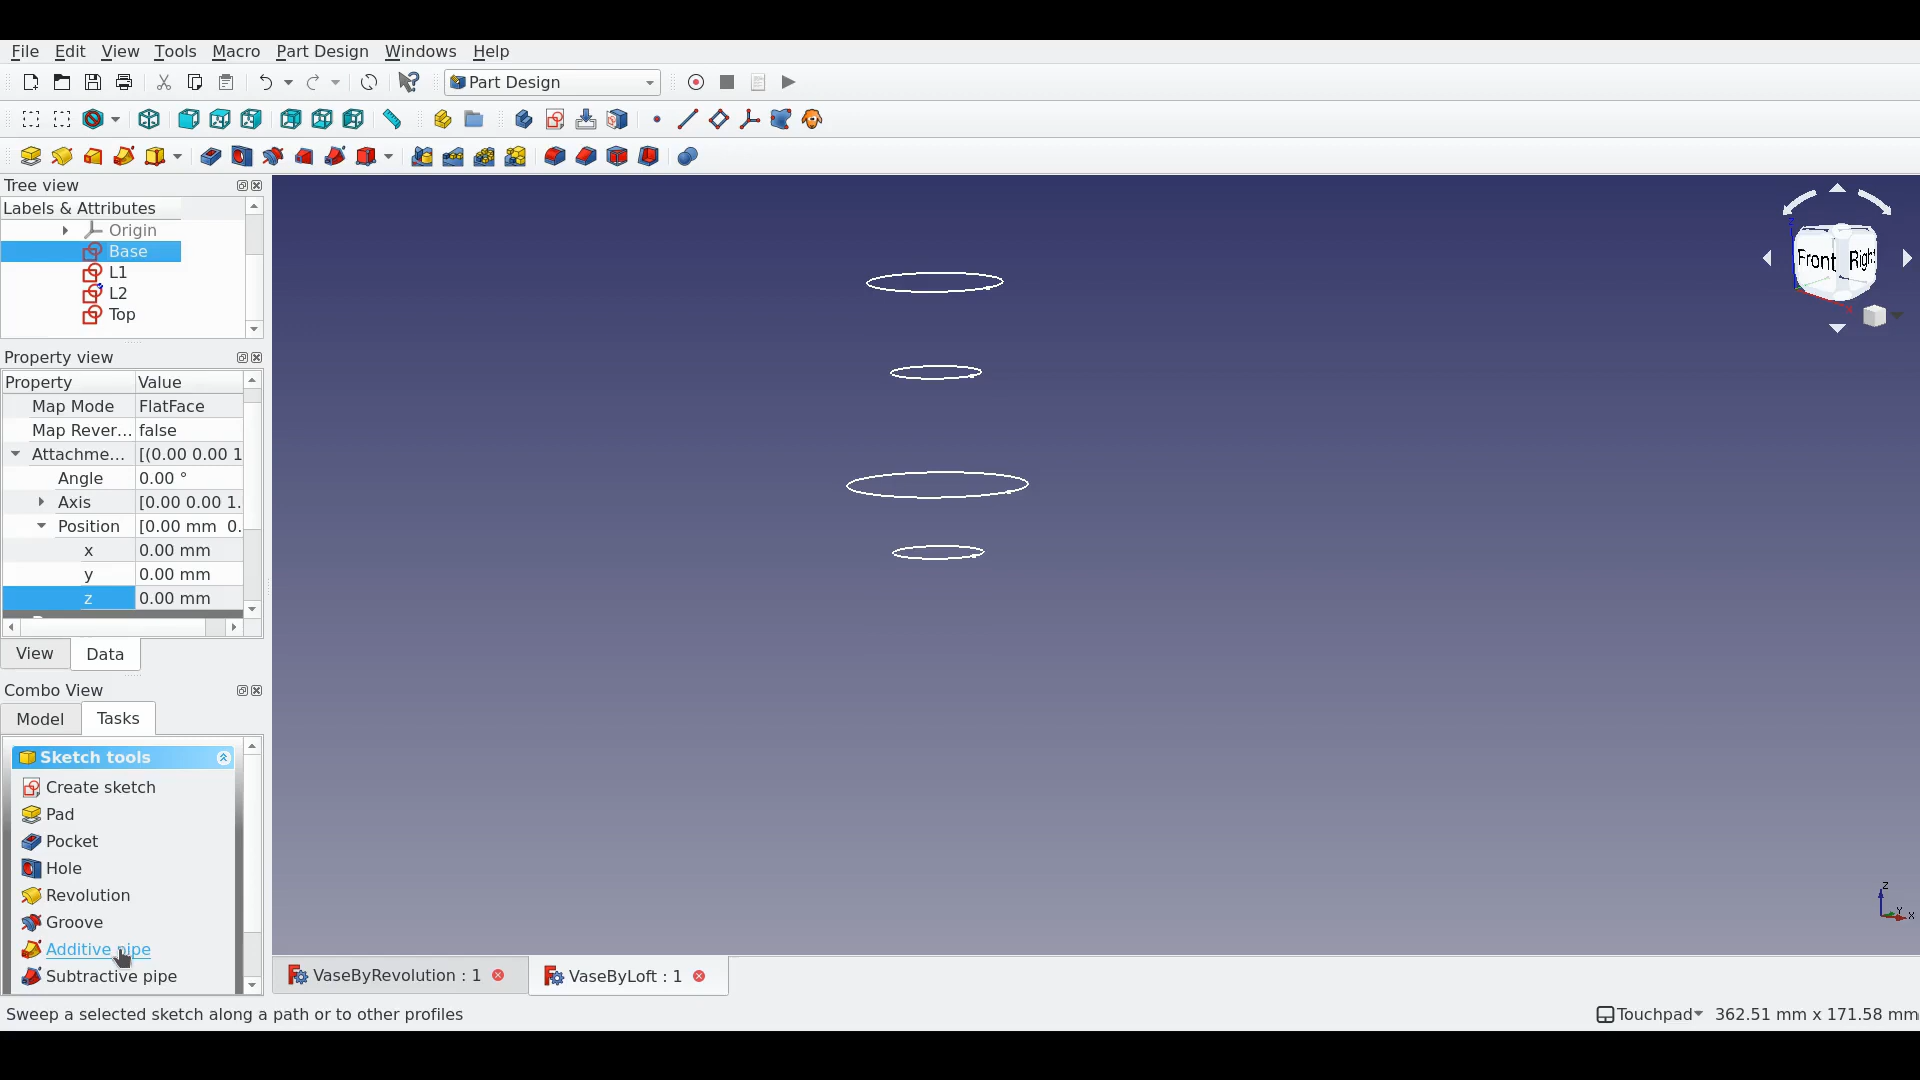 File Edit View Tools Macro Part Design Windows Help
Part Design
Tree view
Labels & Attributes
Origin
Base
L1
L2
Top
Property view
Property Value
Map Mode FlatFace
Map Rever... false
Attachme... [(0.00 0.00 1
Angle 0.00 °
Axis [0.00 0.00 1.
Position [0.00 mm 0.
x 0.00 mm
y 0.00 mm
z 0.00 mm
View Data
Combo View
Model Tasks
Sketch tools
Create sketch
Pad
Pocket
Hole
Revolution
Groove
Additive pipe
Subtractive pipe
Front Right
x
z
Y x
VaseByRevolution : 1 VaseByLoft : 1
Sweep a selected sketch along a path or to other profiles
Touchpad 362.51 mm x 171.58 mm